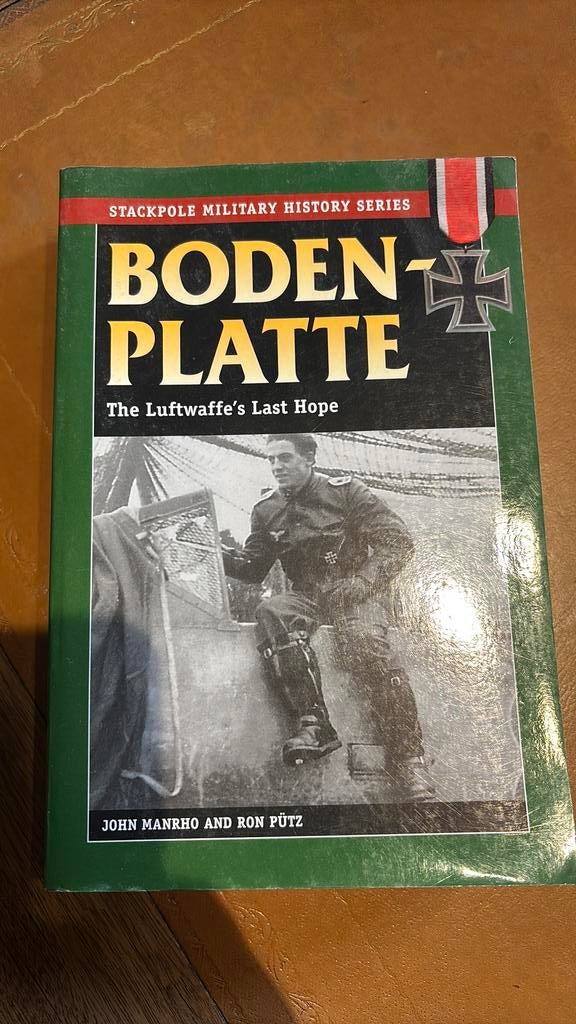 STACKPOLE MILITARY HISTORY SERIES
BODEN-
PLATTE
The Luftwaffe's Last Hope
JOHN MANRHO AND RON PÜTZ